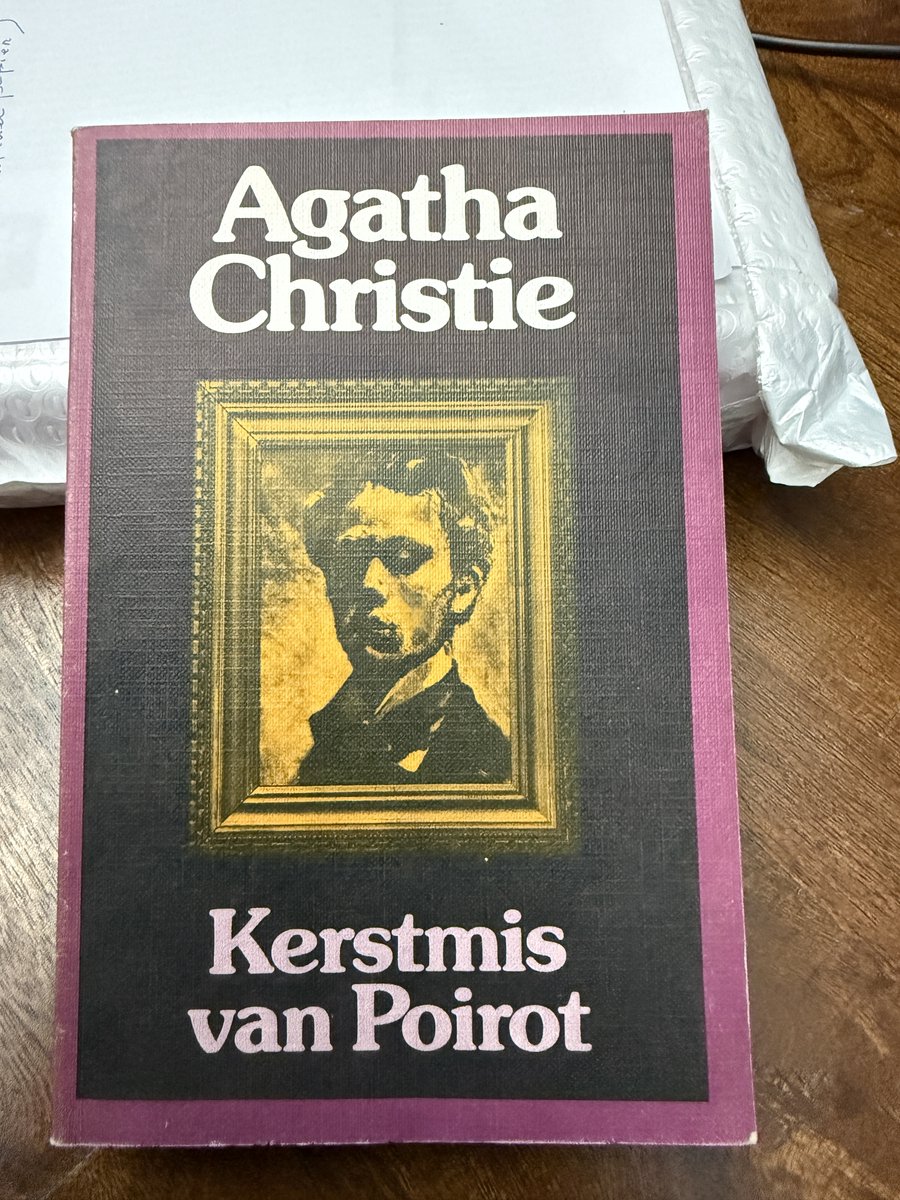 Agatha
Christie
Kerstmis
van Poirot